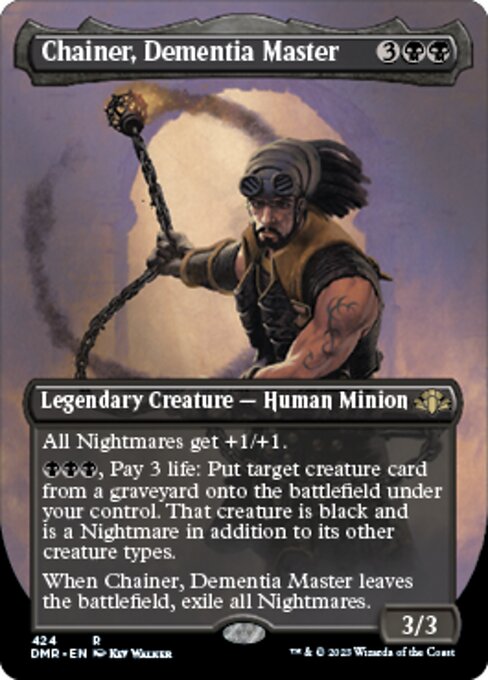 Chainer, Dementia Master 3
Legendary Creature — Human Minion
All Nightmares get +1/+1.
, Pay 3 life: Put target creature card
from a graveyard onto the battlefield under
your control. That creature is black and
is a Nightmare in addition to its other
creature types.
When Chainer, Dementia Master leaves
the battlefield, exile all Nightmares.
3/3
424 R
DMR • EN Kev Walker
™ & © 2023 Wizards of the Coast